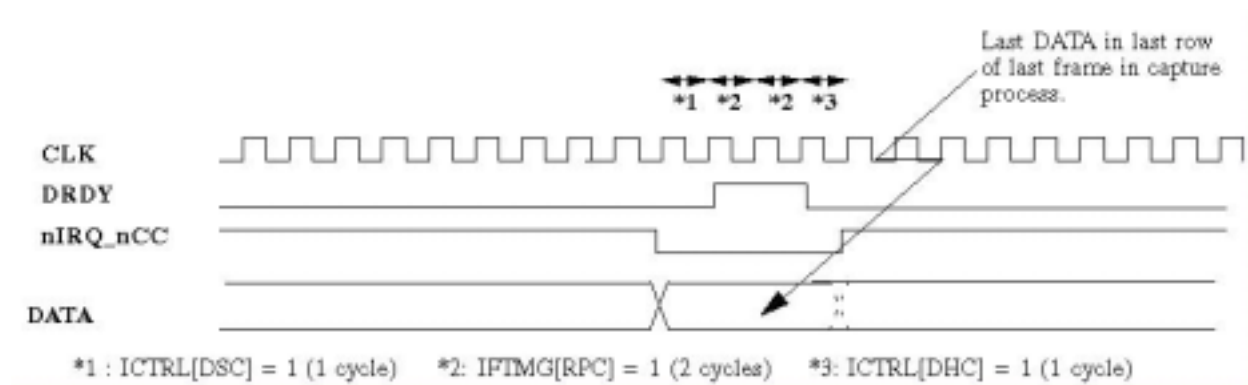 Last DATA in last row
of last frame in capture
process.
*1 *2 *2 *3
CLK
DRDY
nIRQ_nCC
DATA
*1 : ICTRL[DSC] = 1 (1 cycle) *2: IFTMG[RPC] = 1 (2 cycles) *3: ICTRL[DHC] = 1 (1 cycle)